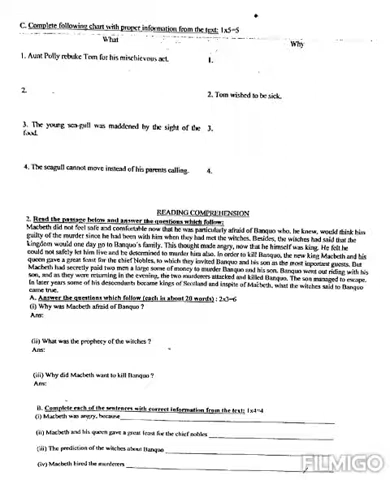 C. Complete following chart with proper information from the text: 1x5=5
What Why
1. Aunt Polly rebuke Tom for his mischievous act. 1.
2.
2. Tom wished to be sick.
3. The young sea-gull was maddened by the sight of the 3.
food.
4. The seagull cannot move instead of his parents calling. 4.
READING COMPREHENSION
2. Read the passage below and answer the questions which follow:
Macbeth did not feel safe and comfortable now that he was particularly afraid of Banquo who, he knew, would think him
guilty of the murder since he had been with him when they had met the witches. Besides, the witches had said that the
kingdom would one day go to Banquo's family. This thought made angry, now that he himself was king. He felt he
could not safely let him live and be determined to murder him also. In order to kill Banquo, the new king Macbeth and his
queen gave a great feast for the chief Nobles, to which they invited Banquo and his son as the most important guests. But
Macbeth had secretly paid two men a large some of money to murder Banquo and his son. Banquo went out riding with his
son, and as they were returning in the evening, the two murderers attacked and killed Banquo. The son managed to escape.
In later years some of his descendants became kings of Scotland and inspite of Macbeth, what the witches said to Banquo
came true.
A. Answer the questions which follow (each in about 20 words) : 2x3=6
(i) Why was Macbeth afraid of Banquo ?
Ans:
(ii) What was the prophecy of the witches ?
Ans:
(iii) Why did Macbeth want to kill Banquo ?
Ans:
B. Complete each of the sentences with correct information from the text: 1x4=4
(i) Macbeth was angry, because
(ii) Macbeth and his queen gave a great feast for the chief nobles
(iii) The prediction of the witches about Banquo
(iv) Macbeth hired the murderers
FILMIGO